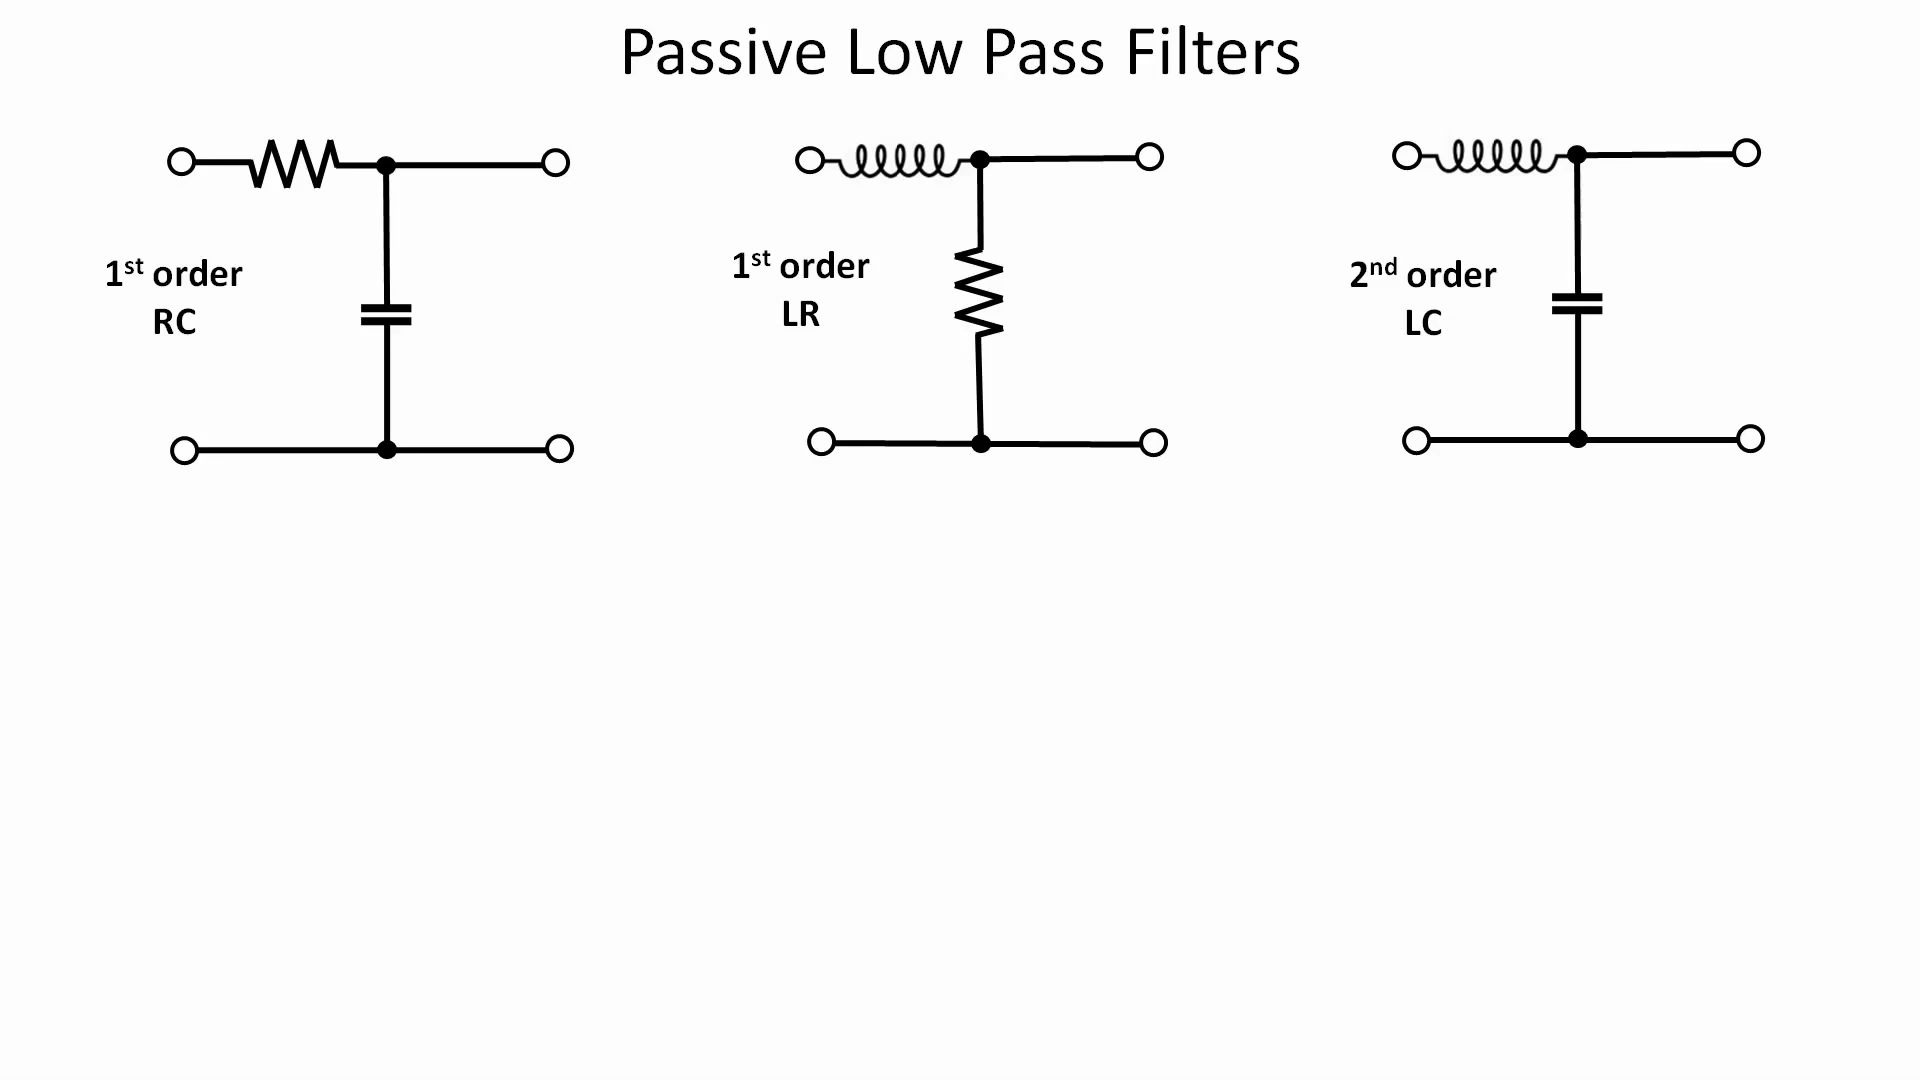 Passive Low Pass Filters
1st order
RC
1st order
LR
2nd order
LC